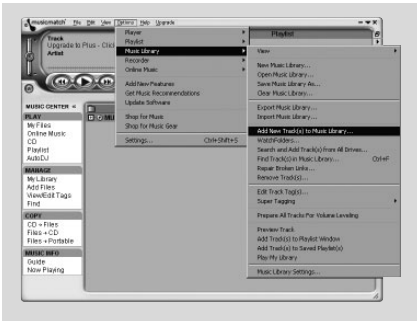 musicmatch File Edit View Options Help Upgrade
Track
Upgrade to Plus - Clic
Artist
Player
Playlist
Music Library
Recorder
Online Music
Add New Features
Get Music Recommendations
Update Software
Shop for Music
Shop for Music Gear
Settings... Ctrl+Shift+S
Playlist
View
New Music Library...
Open Music Library...
Save Music Library As...
Clear Music Library...
Export Music Library...
Import Music Library...
Add New Track(s) to Music Library...
WatchFolders...
Search and Add Track(s) from All Drives...
Find Track(s) in Music Library... Ctrl+F
Repair Broken Links...
Remove Track(s)...
Edit Track Tag(s)...
Super Tagging
Prepare All Tracks For Volume Leveling
Preview Track
Add Track(s) to Playlist Window
Add Track(s) to Saved Playlist(s)
Play My Library
Music Library Settings...
MUSIC CENTER «
PLAY
My Files
Online Music
CD
Playlist
AutoDJ
MANAGE
My Library
Add Files
View/Edit Tags
Find
COPY
CD » Files
Files » CD
Files » Portable
MUSIC INFO
Guide
Now Playing